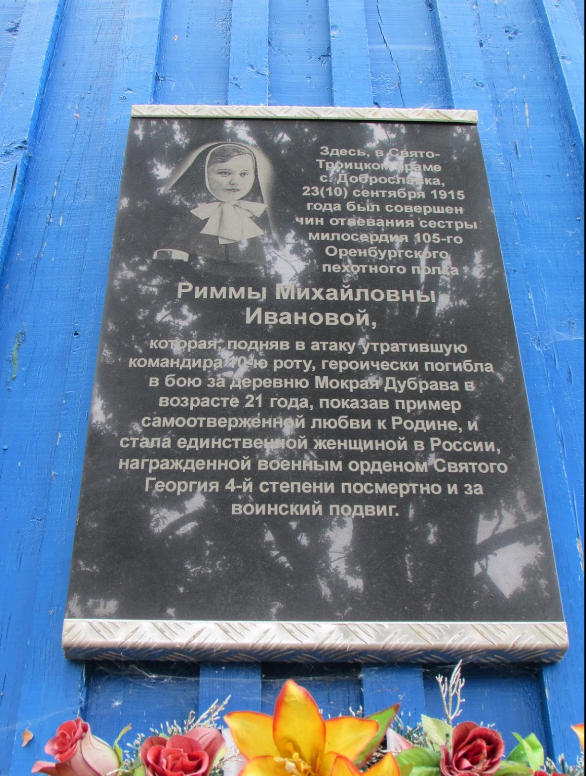 Здесь, в Свято-
Троицком храме
с. Доброславка,
23(10) сентября 1915
года был совершен
чин отпевания сестры
милосердия 105-го
Оренбургского
пехотного полка
Риммы Михайловны
Ивановой,
которая, подняв в атаку утратившую
командира 10-ю роту, героически погибла
в бою за деревню Мокрая Дубрава в
возрасте 21 года, показав пример
самоотверженной любви к Родине, и
стала единственной женщиной в России,
награжденной военным орденом Святого
Георгия 4-й степени посмертно и за
воинский подвиг.